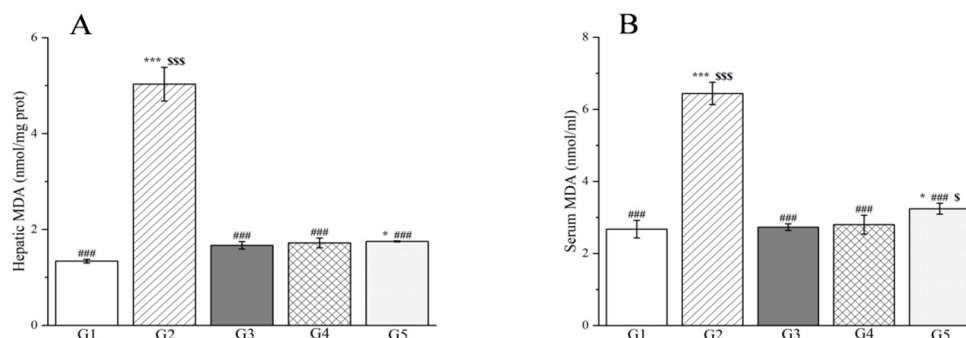 A
Hepatic MDA (nmol/mg prot)
6
4
2
0
###
*** $$$
###
###
* ###
G1 G2 G3 G4 G5
B
Serum MDA (nmol/ml)
8
6
4
2
0
###
*** $$$
###
###
* ### $
G1 G2 G3 G4 G5